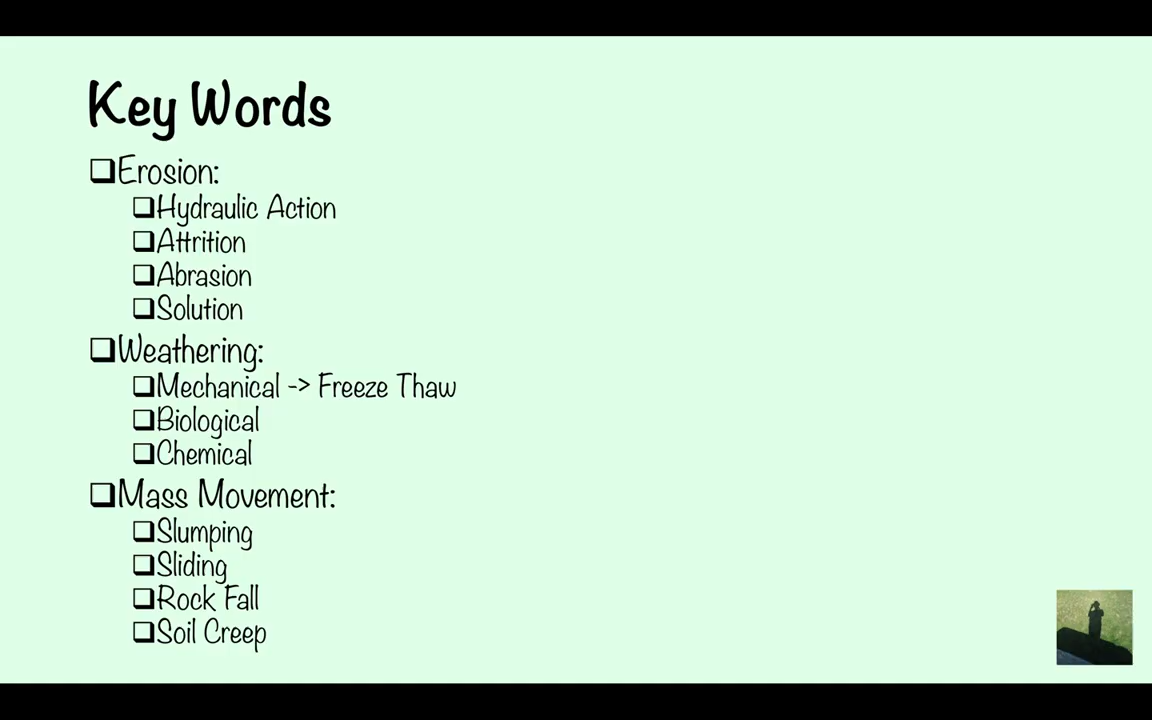 Key Words
Erosion:
Hydraulic Action
Attrition
Abrasion
Solution
Weathering:
Mechanical -> Freeze Thaw
Biological
Chemical
Mass Movement:
Slumping
Sliding
Rock Fall
Soil Creep